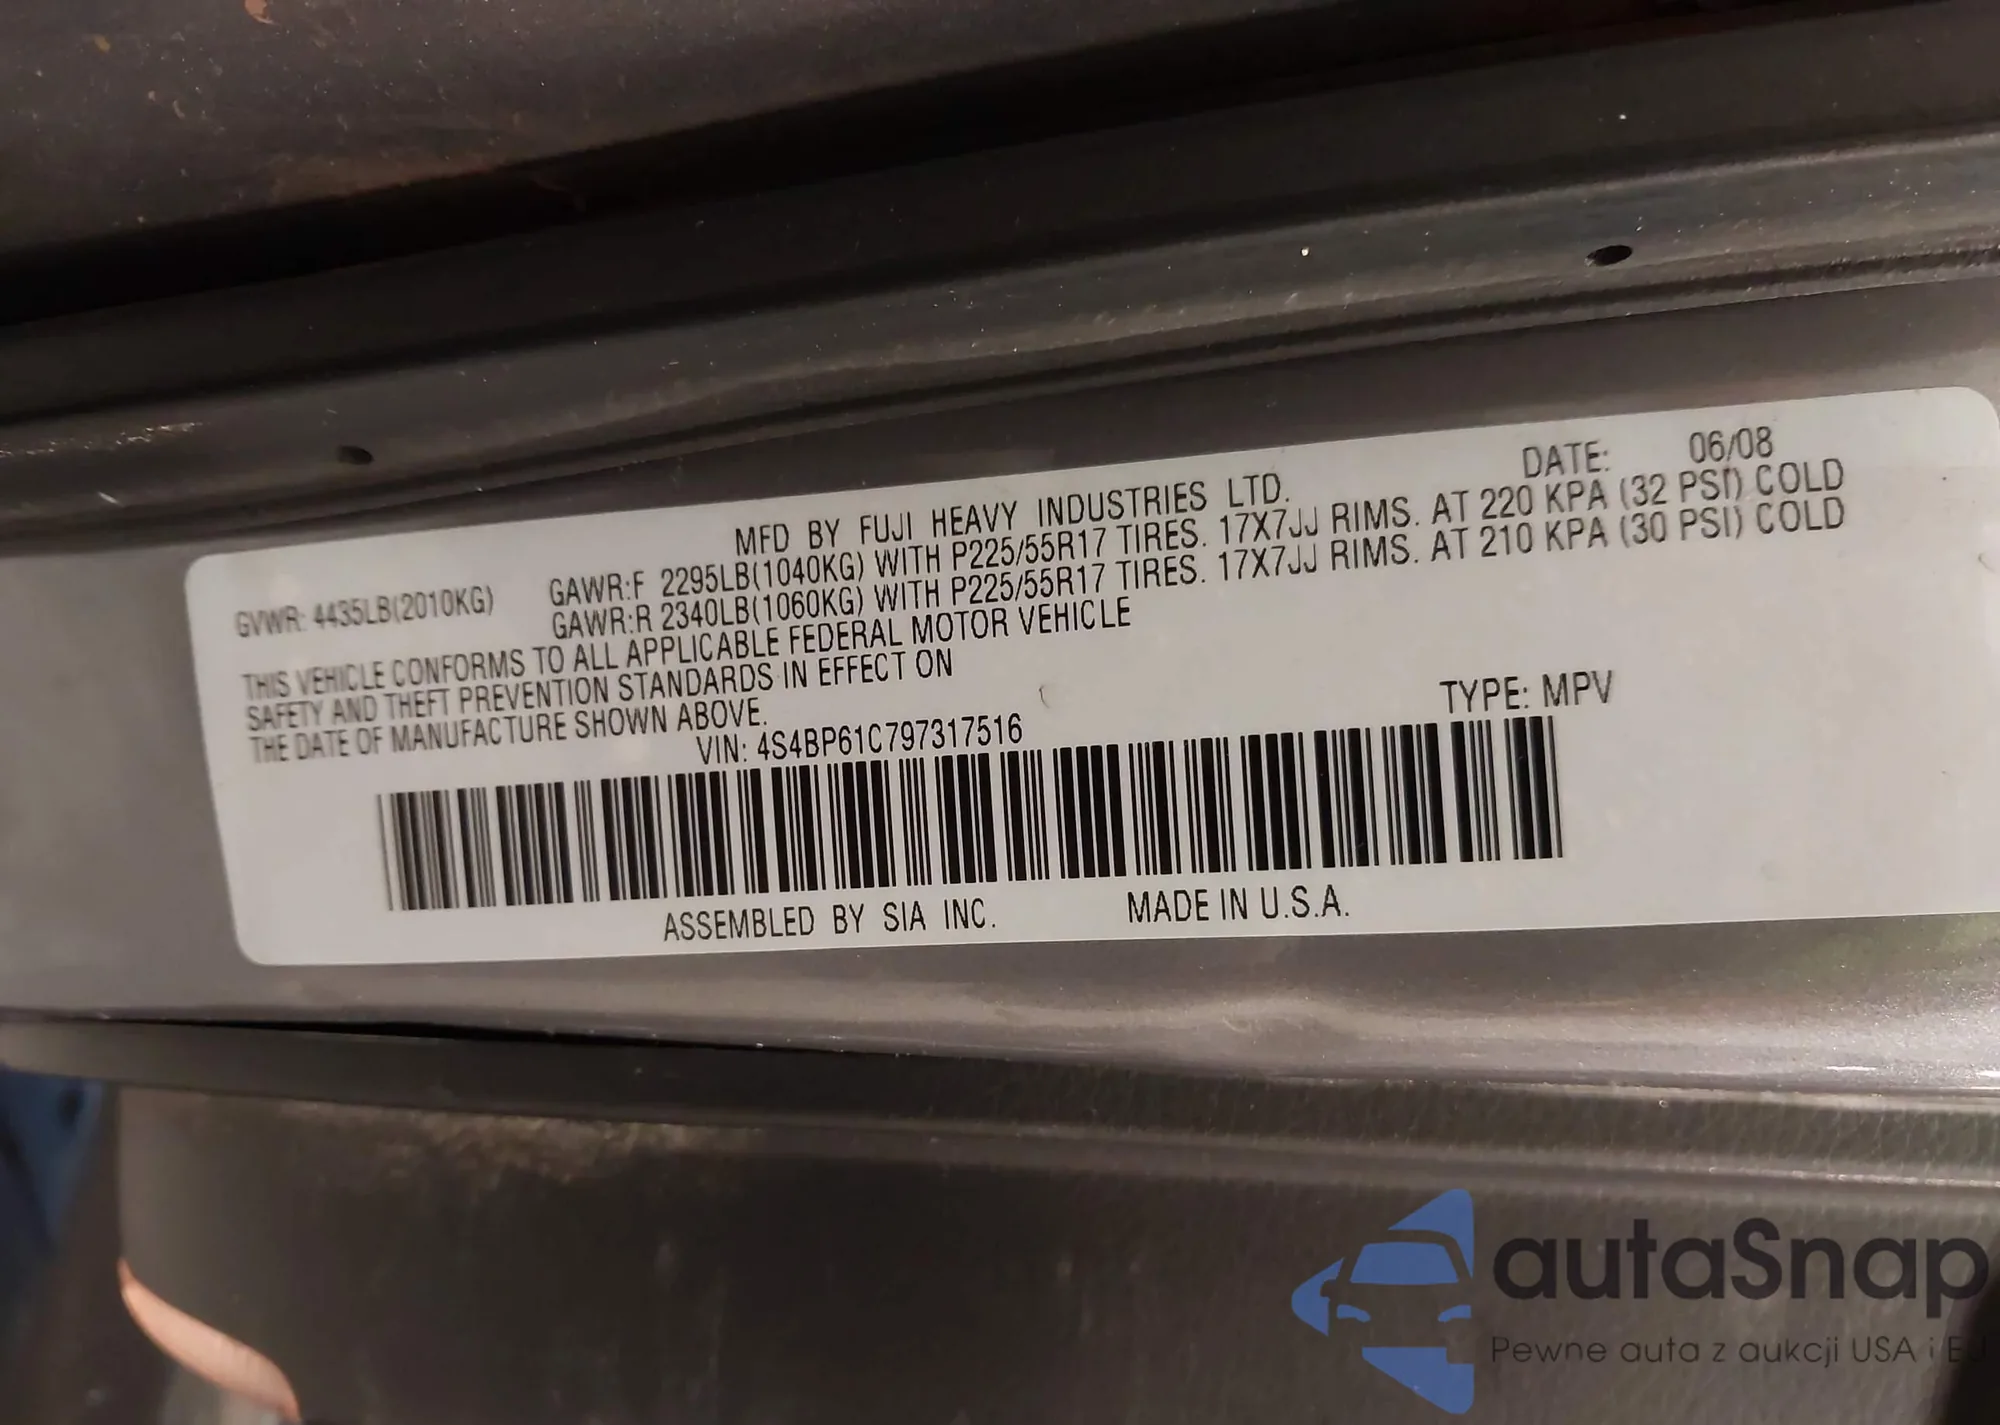 MFD BY FUJI HEAVY INDUSTRIES LTD. DATE: 06/08
GVWR: 4435LB(2010KG) GAWR:F 2295LB(1040KG) WITH P225/55R17 TIRES. 17X7JJ RIMS. AT 220 KPA (32 PSI) COLD
GAWR:R 2340LB(1060KG) WITH P225/55R17 TIRES. 17X7JJ RIMS. AT 210 KPA (30 PSI) COLD
THIS VEHICLE CONFORMS TO ALL APPLICABLE FEDERAL MOTOR VEHICLE
SAFETY AND THEFT PREVENTION STANDARDS IN EFFECT ON
THE DATE OF MANUFACTURE SHOWN ABOVE.
VIN: 4S4BP61C797317516 TYPE: MPV
ASSEMBLED BY SIA INC. MADE IN U.S.A.
autaSnap
Pewne auta z aukcji USA i EU